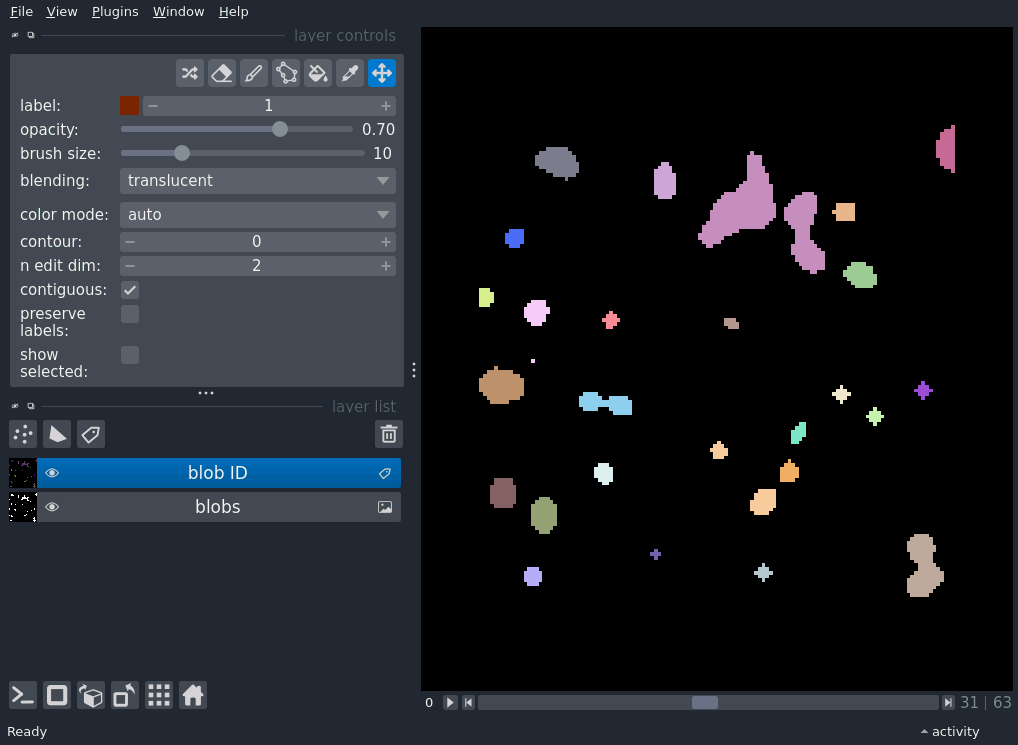 File View Plugins Window Help
layer controls
label: 1
opacity: 0.70
brush size: 10
blending: translucent
color mode: auto
contour: 0
n edit dim: 2
contiguous:
preserve
labels:
show
selected:
layer list
blob ID
blobs
0 31 | 63
Ready activity